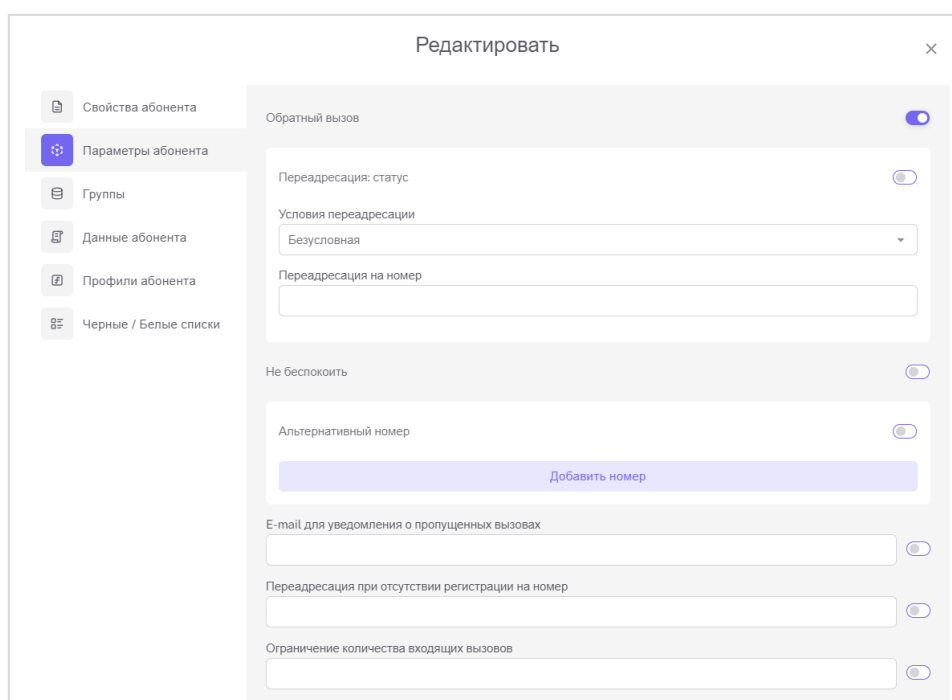 Редактировать
Свойства абонента
Параметры абонента
Группы
Данные абонента
Профили абонента
Черные / Белые списки
Обратный вызов
Переадресация: статус
Условия переадресации
Безусловная
Переадресация на номер
Не беспокоить
Альтернативный номер
Добавить номер
E-mail для уведомления о пропущенных вызовах
Переадресация при отсутствии регистрации на номер
Ограничение количества входящих вызовов